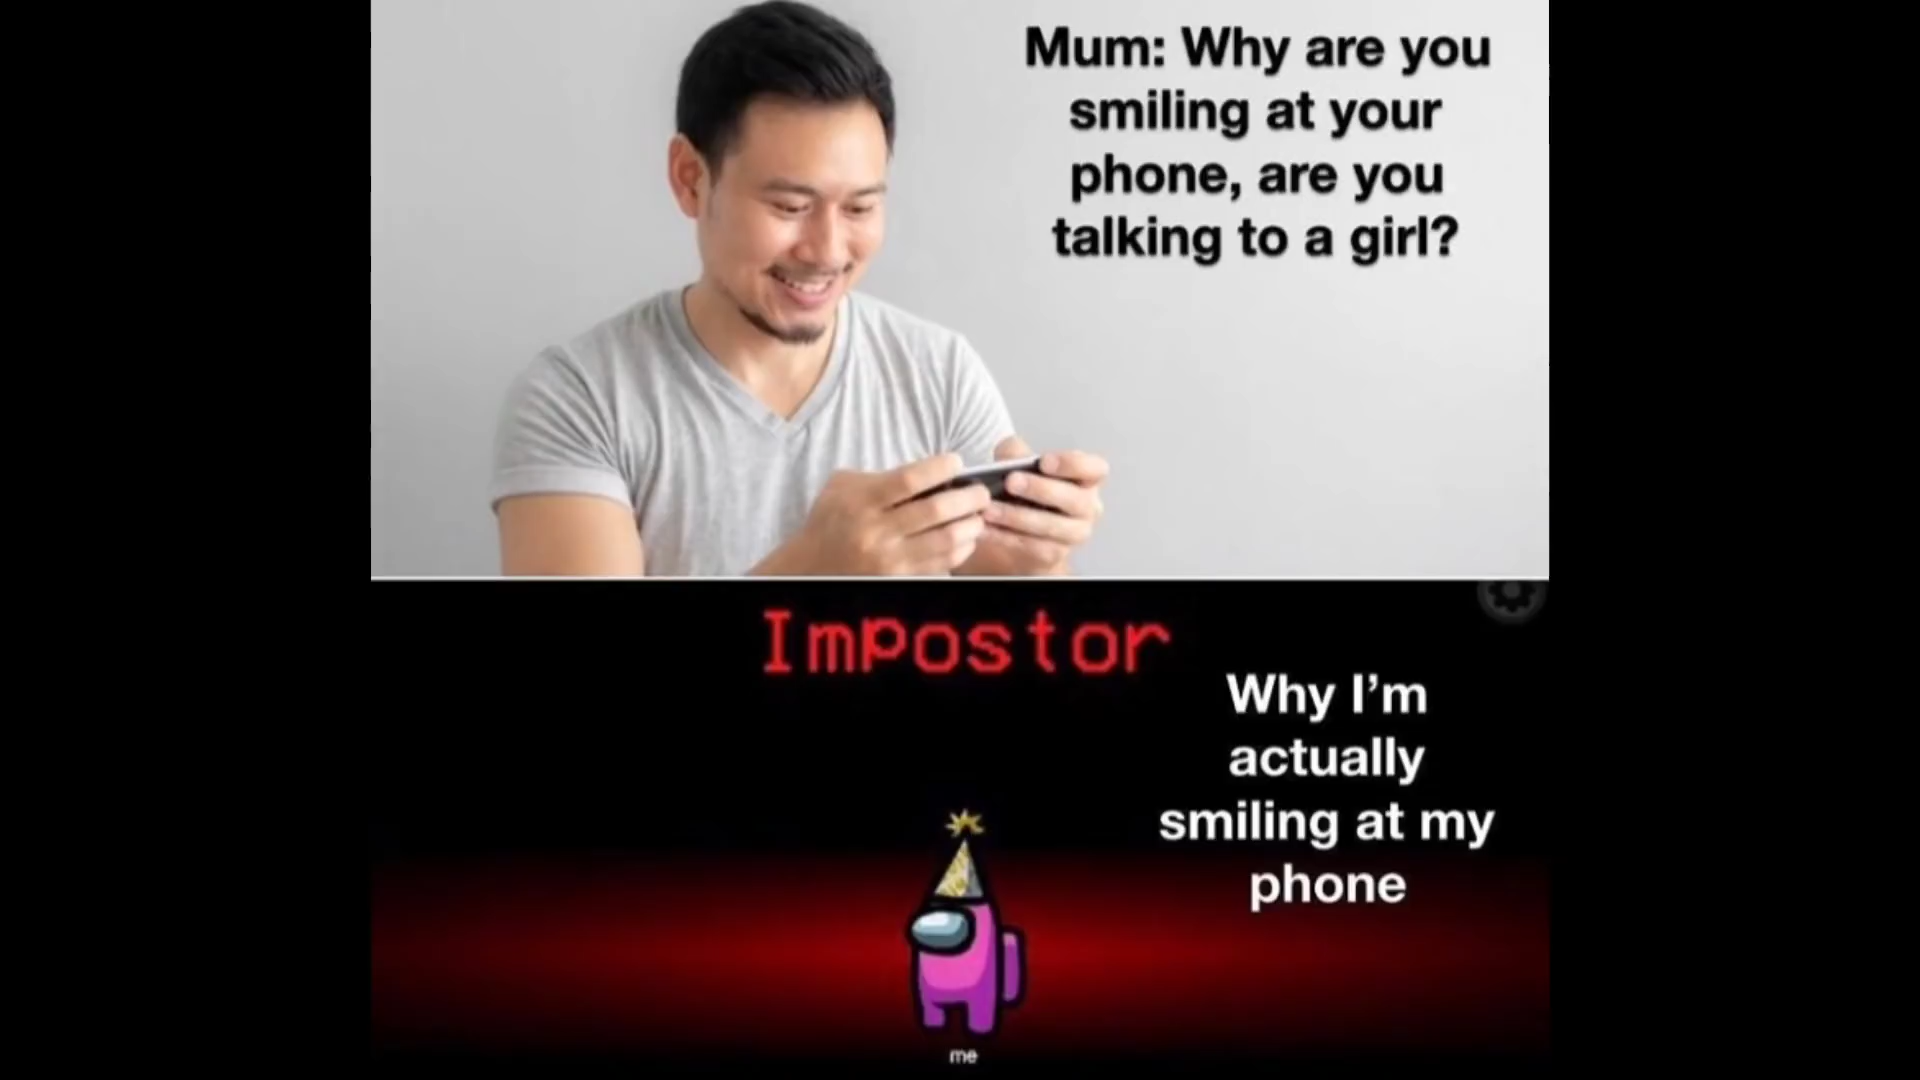 Mum: Why are you
smiling at your
phone, are you
talking to a girl?
Impostor
Why I’m
actually
smiling at my
phone
me